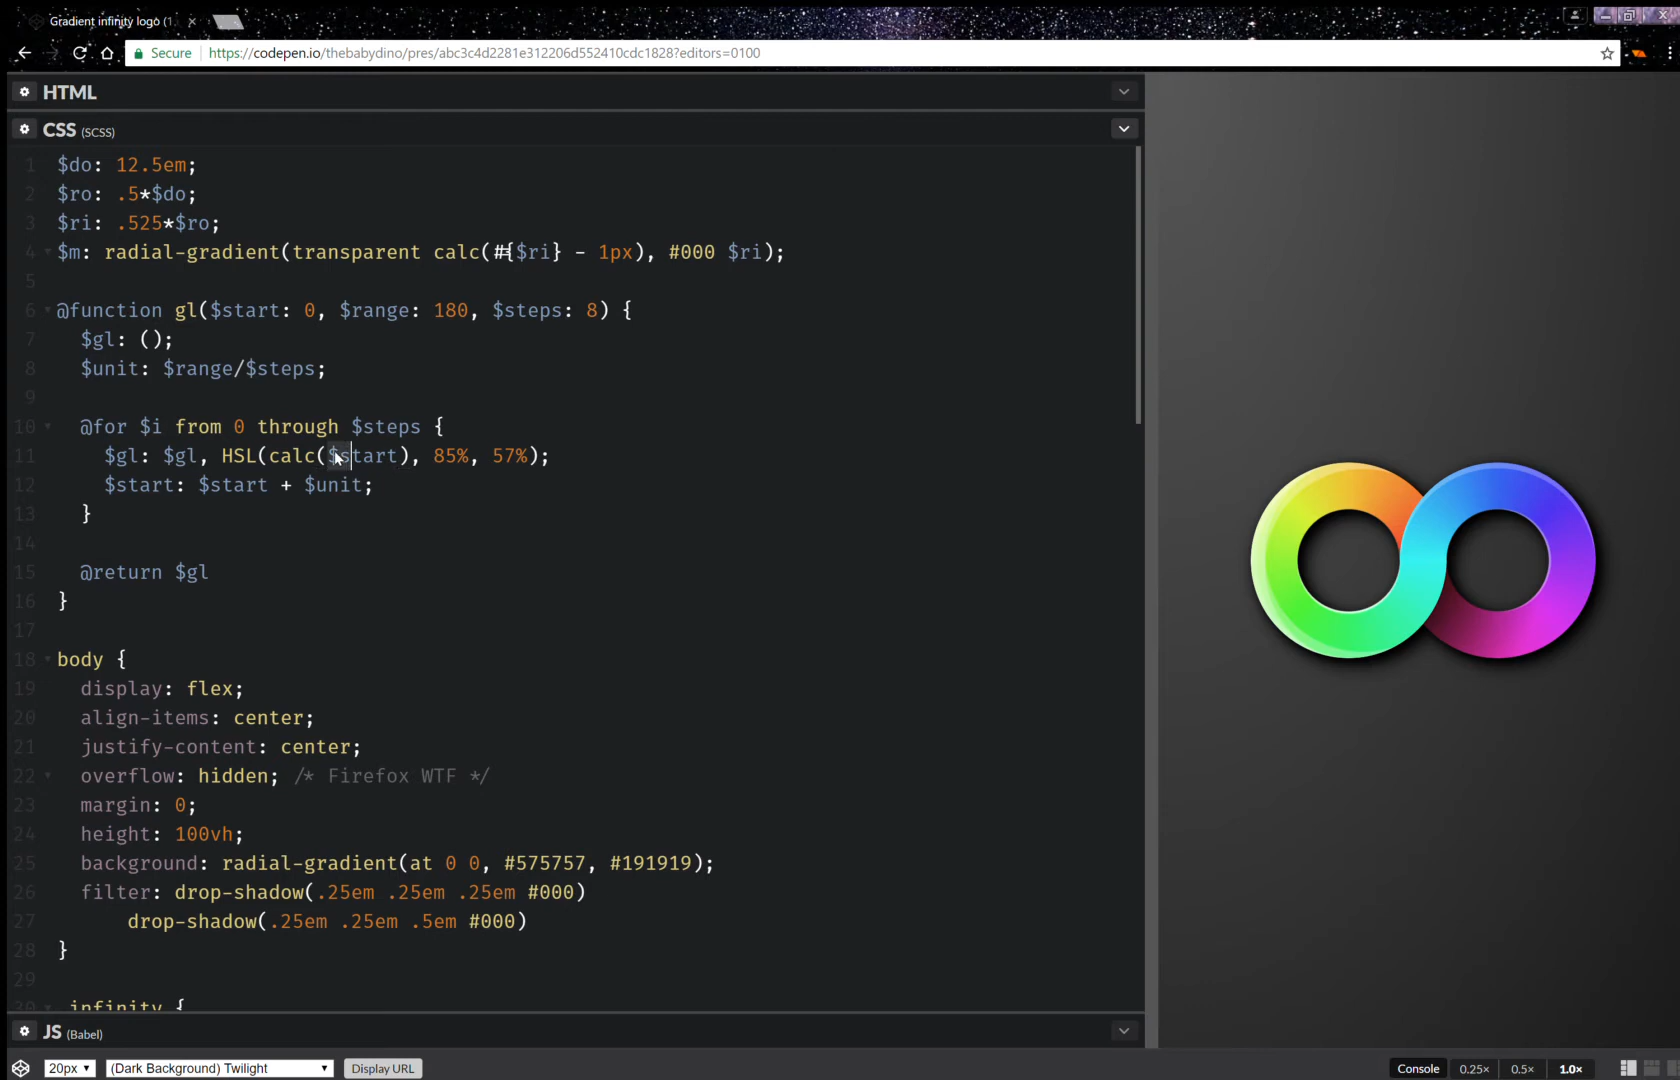 Gradient infinity logo (1
Secure https://codepen.io/thebabydino/pres/abc3c4d2281e312206d552410cdc1828?editors=0100
HTML
CSS (SCSS)
1 $do: 12.5em;
2 $ro: .5*$do;
3 $ri: .525*$ro;
4 $m: radial-gradient(transparent calc(#{$ri} - 1px), #000 $ri);
5
6 @function gl($start: 0, $range: 180, $steps: 8) {
7 $gl: ();
8 $unit: $range/$steps;
9
10 @for $i from 0 through $steps {
11 $gl: $gl, HSL(calc($start), 85%, 57%);
12 $start: $start + $unit;
13 }
14
15 @return $gl
16 }
17
18 body {
19 display: flex;
20 align-items: center;
21 justify-content: center;
22 overflow: hidden; /* Firefox WTF */
23 margin: 0;
24 height: 100vh;
25 background: radial-gradient(at 0 0, #575757, #191919);
26 filter: drop-shadow(.25em .25em .25em #000)
27 drop-shadow(.25em .25em .5em #000)
28 }
29
30 .infinity {
JS (Babel)
20px (Dark Background) Twilight Display URL Console 0.25× 0.5× 1.0×